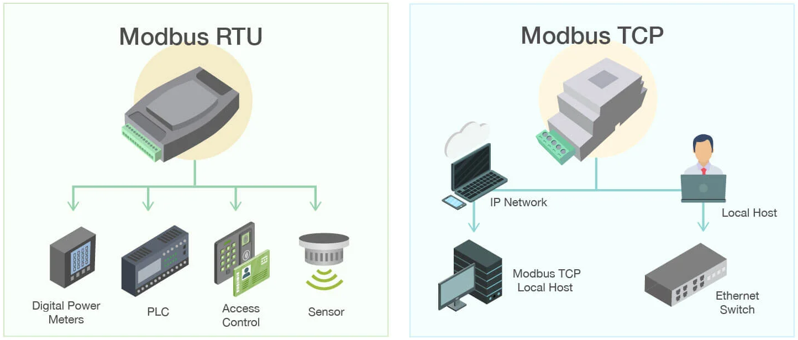 Modbus RTU
Digital Power
Meters
PLC
Access
Control
Sensor
Modbus TCP
IP Network
Local Host
Modbus TCP
Local Host
Ethernet
Switch